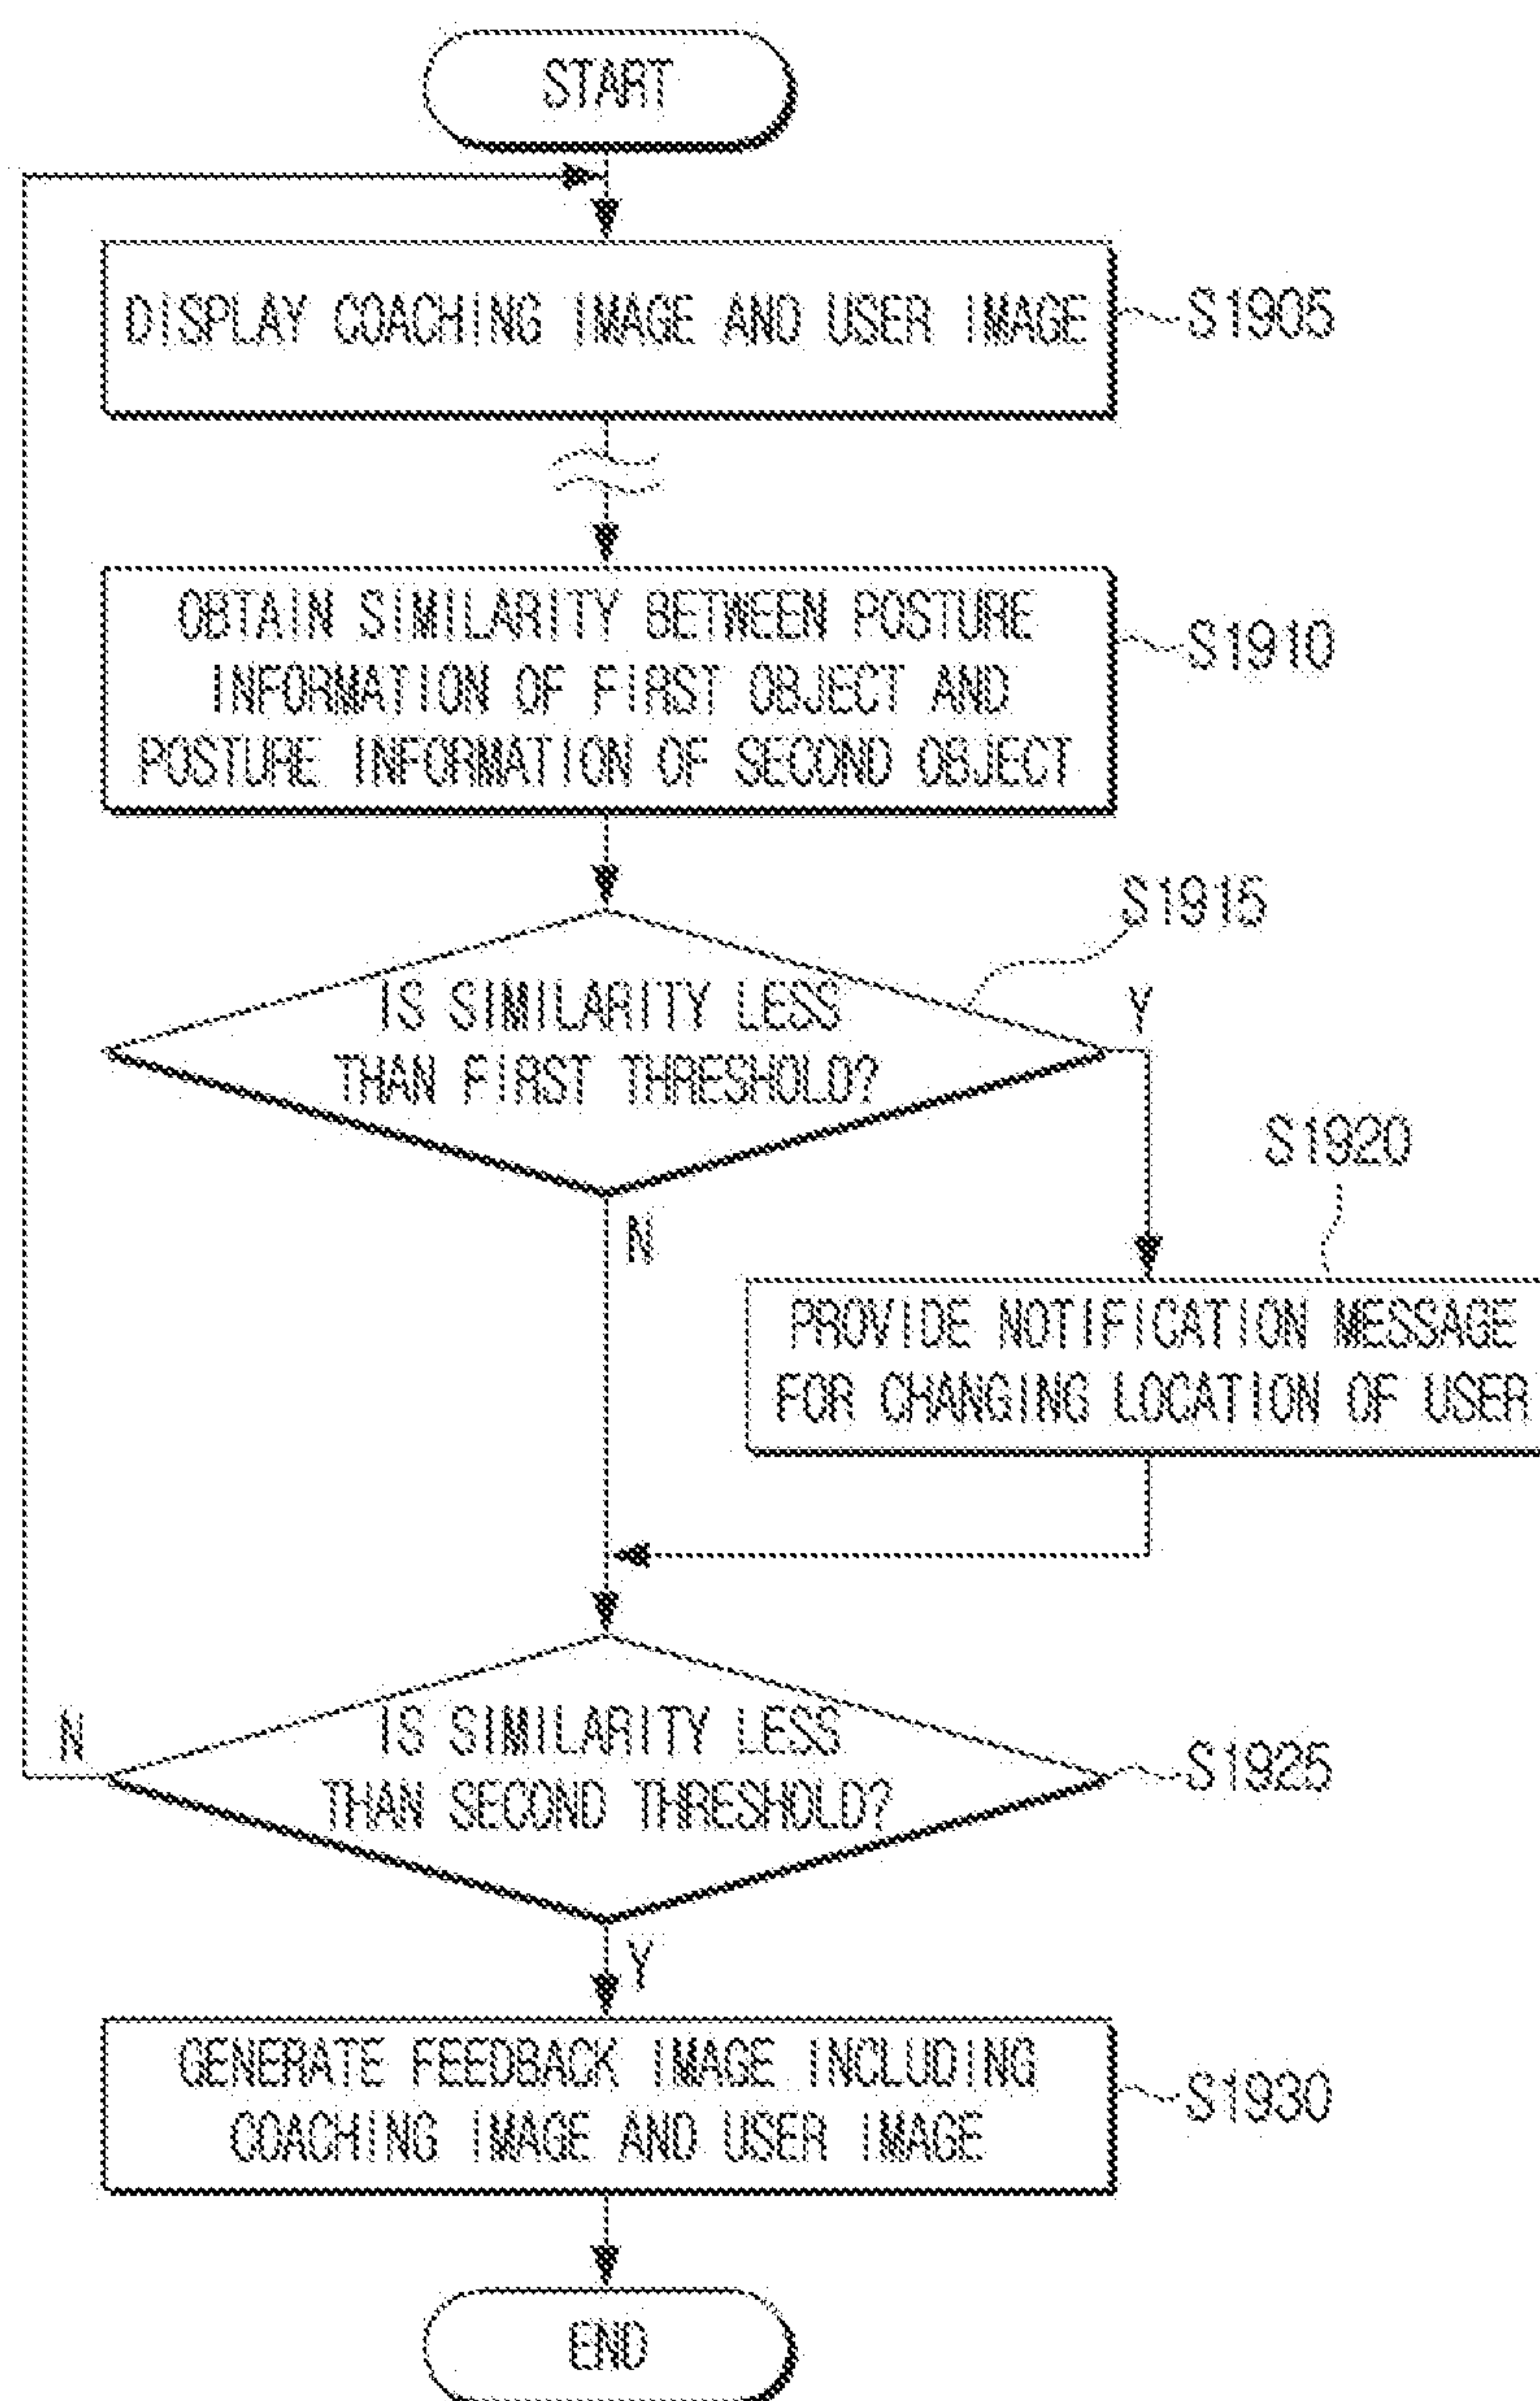 START
DISPLAY COACHING IMAGE AND USER IMAGE
S1905
OBTAIN SIMILARITY BETWEEN POSTURE
INFORMATION OF FIRST OBJECT AND
POSTURE INFORMATION OF SECOND OBJECT
S1910
S1915
IS SIMILARITY LESS
THAN FIRST THRESHOLD?
Y
N
S1920
PROVIDE NOTIFICATION MESSAGE
FOR CHANGING LOCATION OF USER
IS SIMILARITY LESS
THAN SECOND THRESHOLD?
N
S1925
Y
GENERATE FEEDBACK IMAGE INCLUDING
COACHING IMAGE AND USER IMAGE
S1930
END